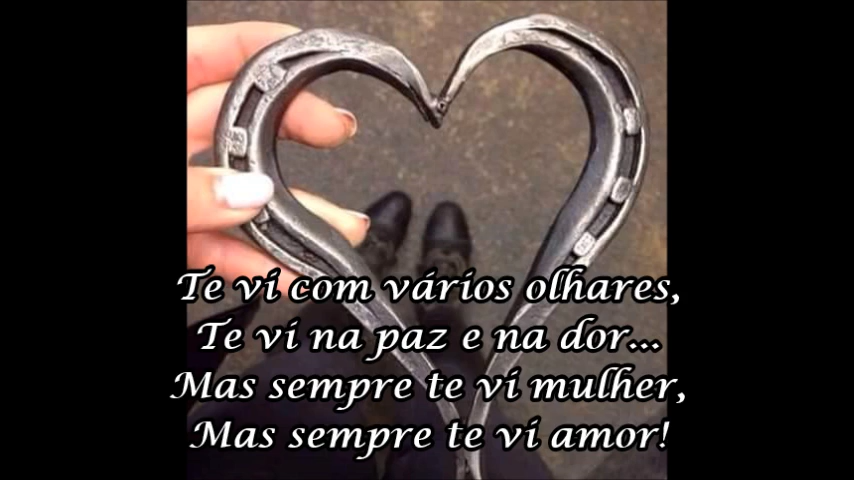 Te vi com vários olhares,
Te vi na paz e na dor...
Mas sempre te vi mulher,
Mas sempre te vi amor!